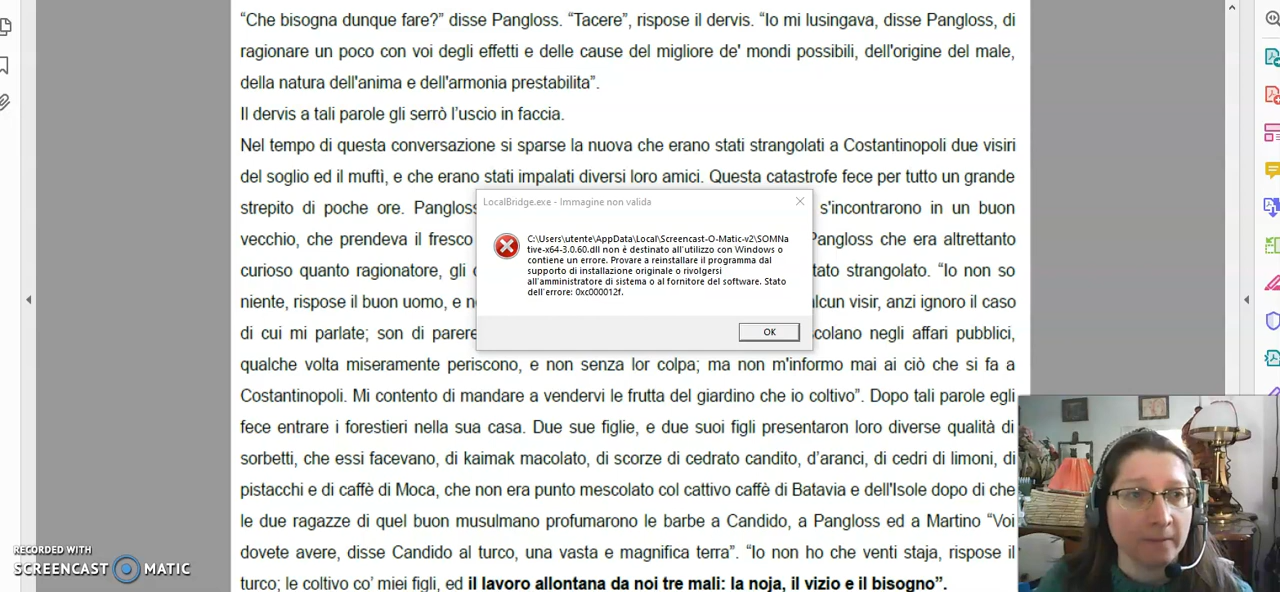 “Che bisogna dunque fare?” disse Pangloss. “Tacere”, rispose il dervis. “Io mi lusingava, disse Pangloss, di
ragionare un poco con voi degli effetti e delle cause del migliore de' mondi possibili, dell'origine del male,
della natura dell'anima e dell'armonia prestabilita”.
Il dervis a tali parole gli serrò l’uscio in faccia.
Nel tempo di questa conversazione si sparse la nuova che erano stati strangolati a Costantinopoli due visiri
del soglio ed il muftì, e che erano stati impalati diversi loro amici. Questa catastrofe fece per tutto un grande
strepito di poche ore. Pangloss
s'incontrarono in un buon
vecchio, che prendeva il fresco
Pangloss che era altrettanto
curioso quanto ragionatore, gli
strangolato. “Io non so
niente, rispose il buon uomo, e
alcun visir, anzi ignoro il caso
di cui mi parlate; son di parere
negli affari pubblici,
LocalBridge.exe - Immagine non valida
C:\Users\utente\AppData\Local\Screencast-O-Matic-v2\SOMNa
tive-x64-3.0.60.dll non è destinato all'utilizzo con Windows o
contiene un errore. Provare a reinstallare il programma dal
supporto di installazione originale o rivolgersi
all'amministratore di sistema o al fornitore del software. Stato
dell'errore: 0xc000012f.
OK
qualche volta miseramente periscono, e non senza lor colpa; ma non m'informo mai ai ciò che si fa a
Costantinopoli. Mi contento di mandare a vendervi le frutta del giardino che io coltivo”. Dopo tali parole egli
fece entrare i forestieri nella sua casa. Due sue figlie, e due suoi figli presentaron loro diverse qualità di
sorbetti, che essi facevano, di kaimak macolato, di scorze di cedrato candito, d’aranci, di cedri di limoni, di
pistacchi e di caffè di Moca, che non era punto mescolato col cattivo caffè di Batavia e dell'Isole dopo di che
le due ragazze di quel buon musulmano profumarono le barbe a Candido, a Pangloss ed a Martino “Voi
dovete avere, disse Candido al turco, una vasta e magnifica terra”. “Io non ho che venti staja, rispose il
turco; le coltivo co’ miei figli, ed il lavoro allontana da noi tre mali: la noja, il vizio e il bisogno”.
RECORDED WITH
SCREENCAST MATIC